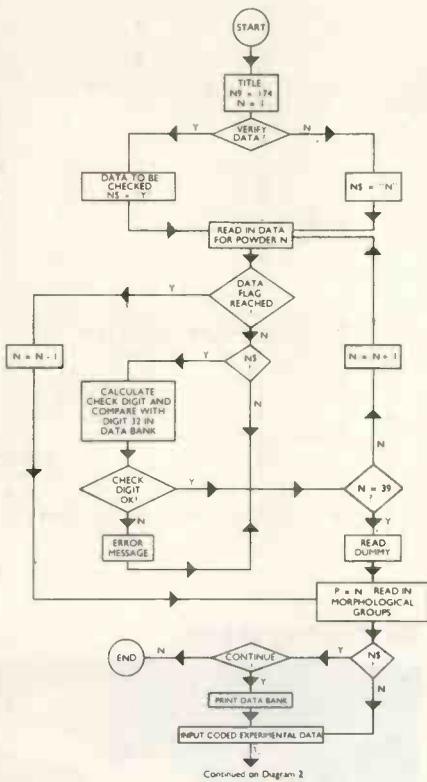 START
TITLE
N9 = 174
N = 1
VERIFY
DATA?
Y
N
DATA TO BE
CHECKED
N$ = "Y"
N$ = "N"
READ IN DATA
FOR POWDER N
DATA
FLAG
REACHED
?
Y
N
N = N - 1
N$
?
Y
N
N = N + 1
CALCULATE
CHECK DIGIT AND
COMPARE WITH
DIGIT 32 IN
DATA BANK
CHECK
DIGIT
OK?
Y
N
N = 39
?
N
Y
ERROR
MESSAGE
READ
DUMMY
P = N READ IN
MORPHOLOGICAL
GROUPS
END
N
CONTINUE
?
Y
N$
?
Y
N
PRINT DATA BANK
INPUT CODED EXPERIMENTAL DATA
Continued on Diagram 2